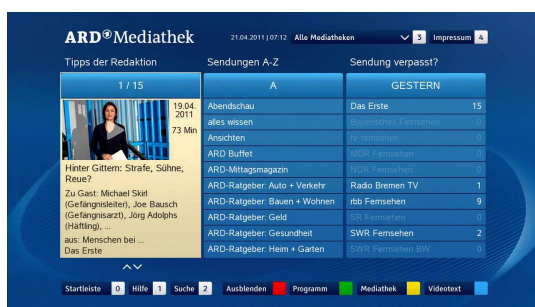 ARD Mediathek
21.04.2011 | 07:12 Alle Mediatheken 3 Impressum 4
Tipps der Redaktion
Sendungen A-Z
Sendung verpasst?
1 / 15
A
GESTERN
19.04.
2011
73 Min
Hinter Gittern: Strafe, Sühne,
Reue?
Zu Gast: Michael Skirl
(Gefängnisleiter), Joe Bausch
(Gefängnisarzt), Jörg Adolphs
(Häftling), ...
aus: Menschen bei ...
Das Erste
Abendschau
alles wissen
Ansichten
ARD Buffet
ARD-Mittagsmagazin
ARD-Ratgeber: Auto + Verkehr
ARD-Ratgeber: Bauen + Wohnen
ARD-Ratgeber: Geld
ARD-Ratgeber: Gesundheit
ARD-Ratgeber: Heim + Garten
Das Erste 15
Bayerisches Fernsehen 0
hr-fernsehen 0
MDR Fernsehen 0
NDR Fernsehen 0
Radio Bremen TV 1
rbb Fernsehen 9
SR Fernsehen 0
SWR Fernsehen 2
SWR Fernsehen BW 0
Startleiste 0 Hilfe 1 Suche 2 Ausblenden Programm Mediathek Videotext